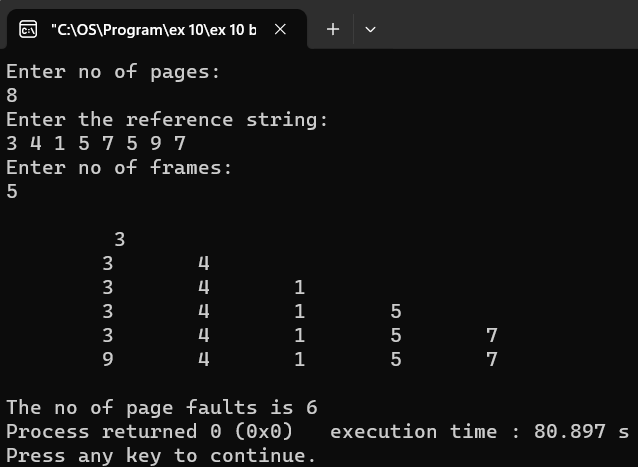 "C:\OS\Program\ex 10\ex 10 b
Enter no of pages:
8
Enter the reference string:
3 4 1 5 7 5 9 7
Enter no of frames:
5
3
3 4
3 4 1
3 4 1 5
3 4 1 5 7
9 4 1 5 7
The no of page faults is 6
Process returned 0 (0x0) execution time : 80.897 s
Press any key to continue.